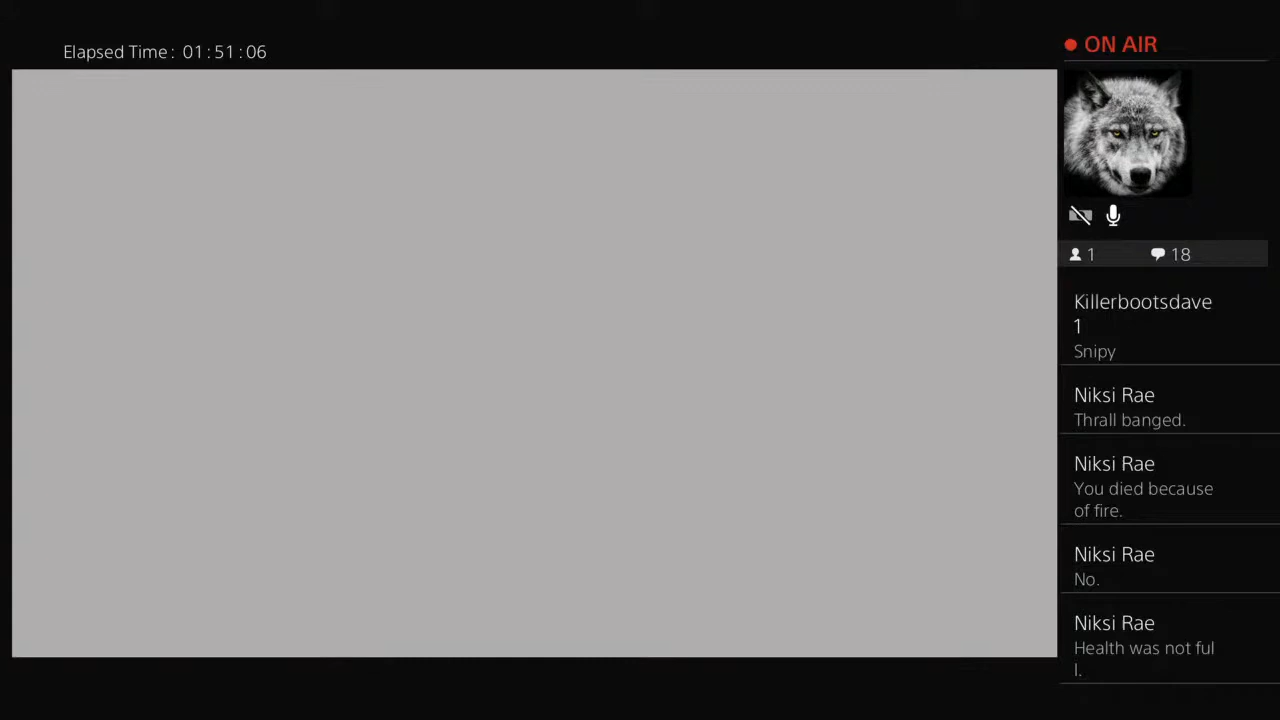 Elapsed Time: 01:51:06
ON AIR
1 18
Killerbootsdave
1
Snipy
Niksi Rae
Thrall banged.
Niksi Rae
You died because
of fire.
Niksi Rae
No.
Niksi Rae
Health was not ful
l.